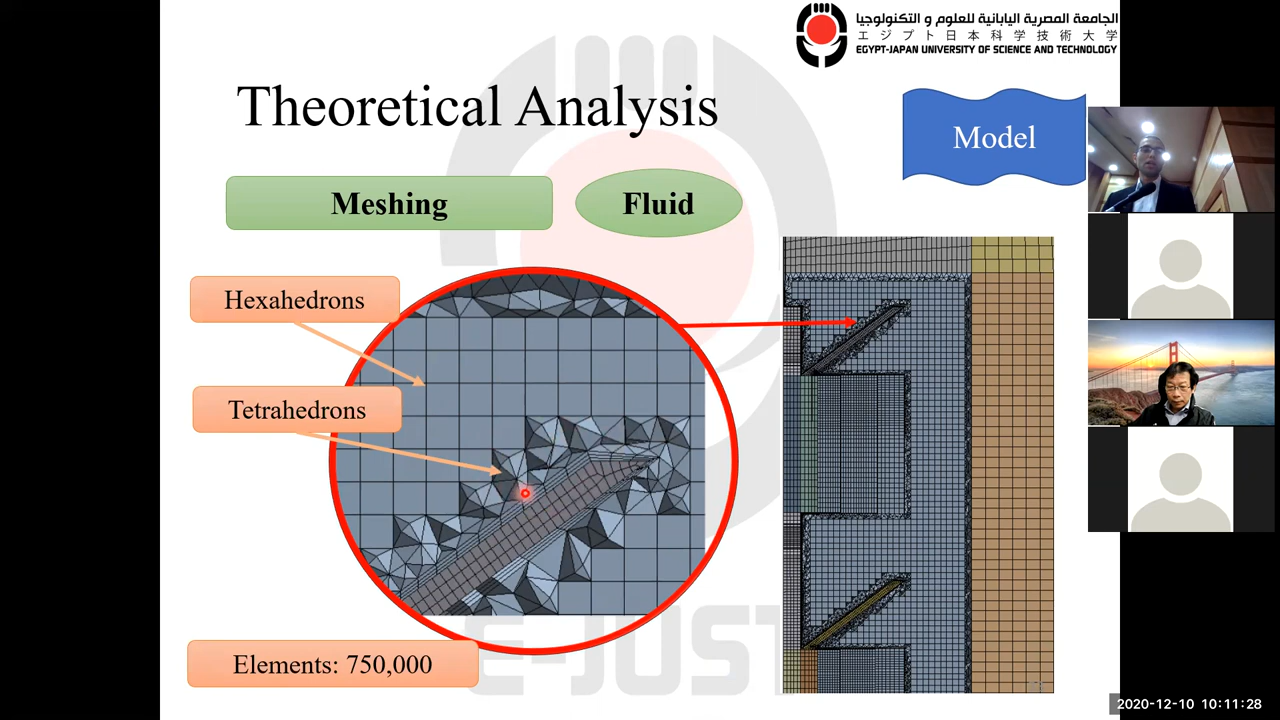 الجامعة المصرية اليابانية للعلوم و التكنولوجيا
エジプト日本科学技術大学
EGYPT-JAPAN UNIVERSITY OF SCIENCE AND TECHNOLOGY
Theoretical Analysis
Model
Meshing
Fluid
Hexahedrons
Tetrahedrons
Elements: 750,000
E-JUST
2020-12-10 10:11:28